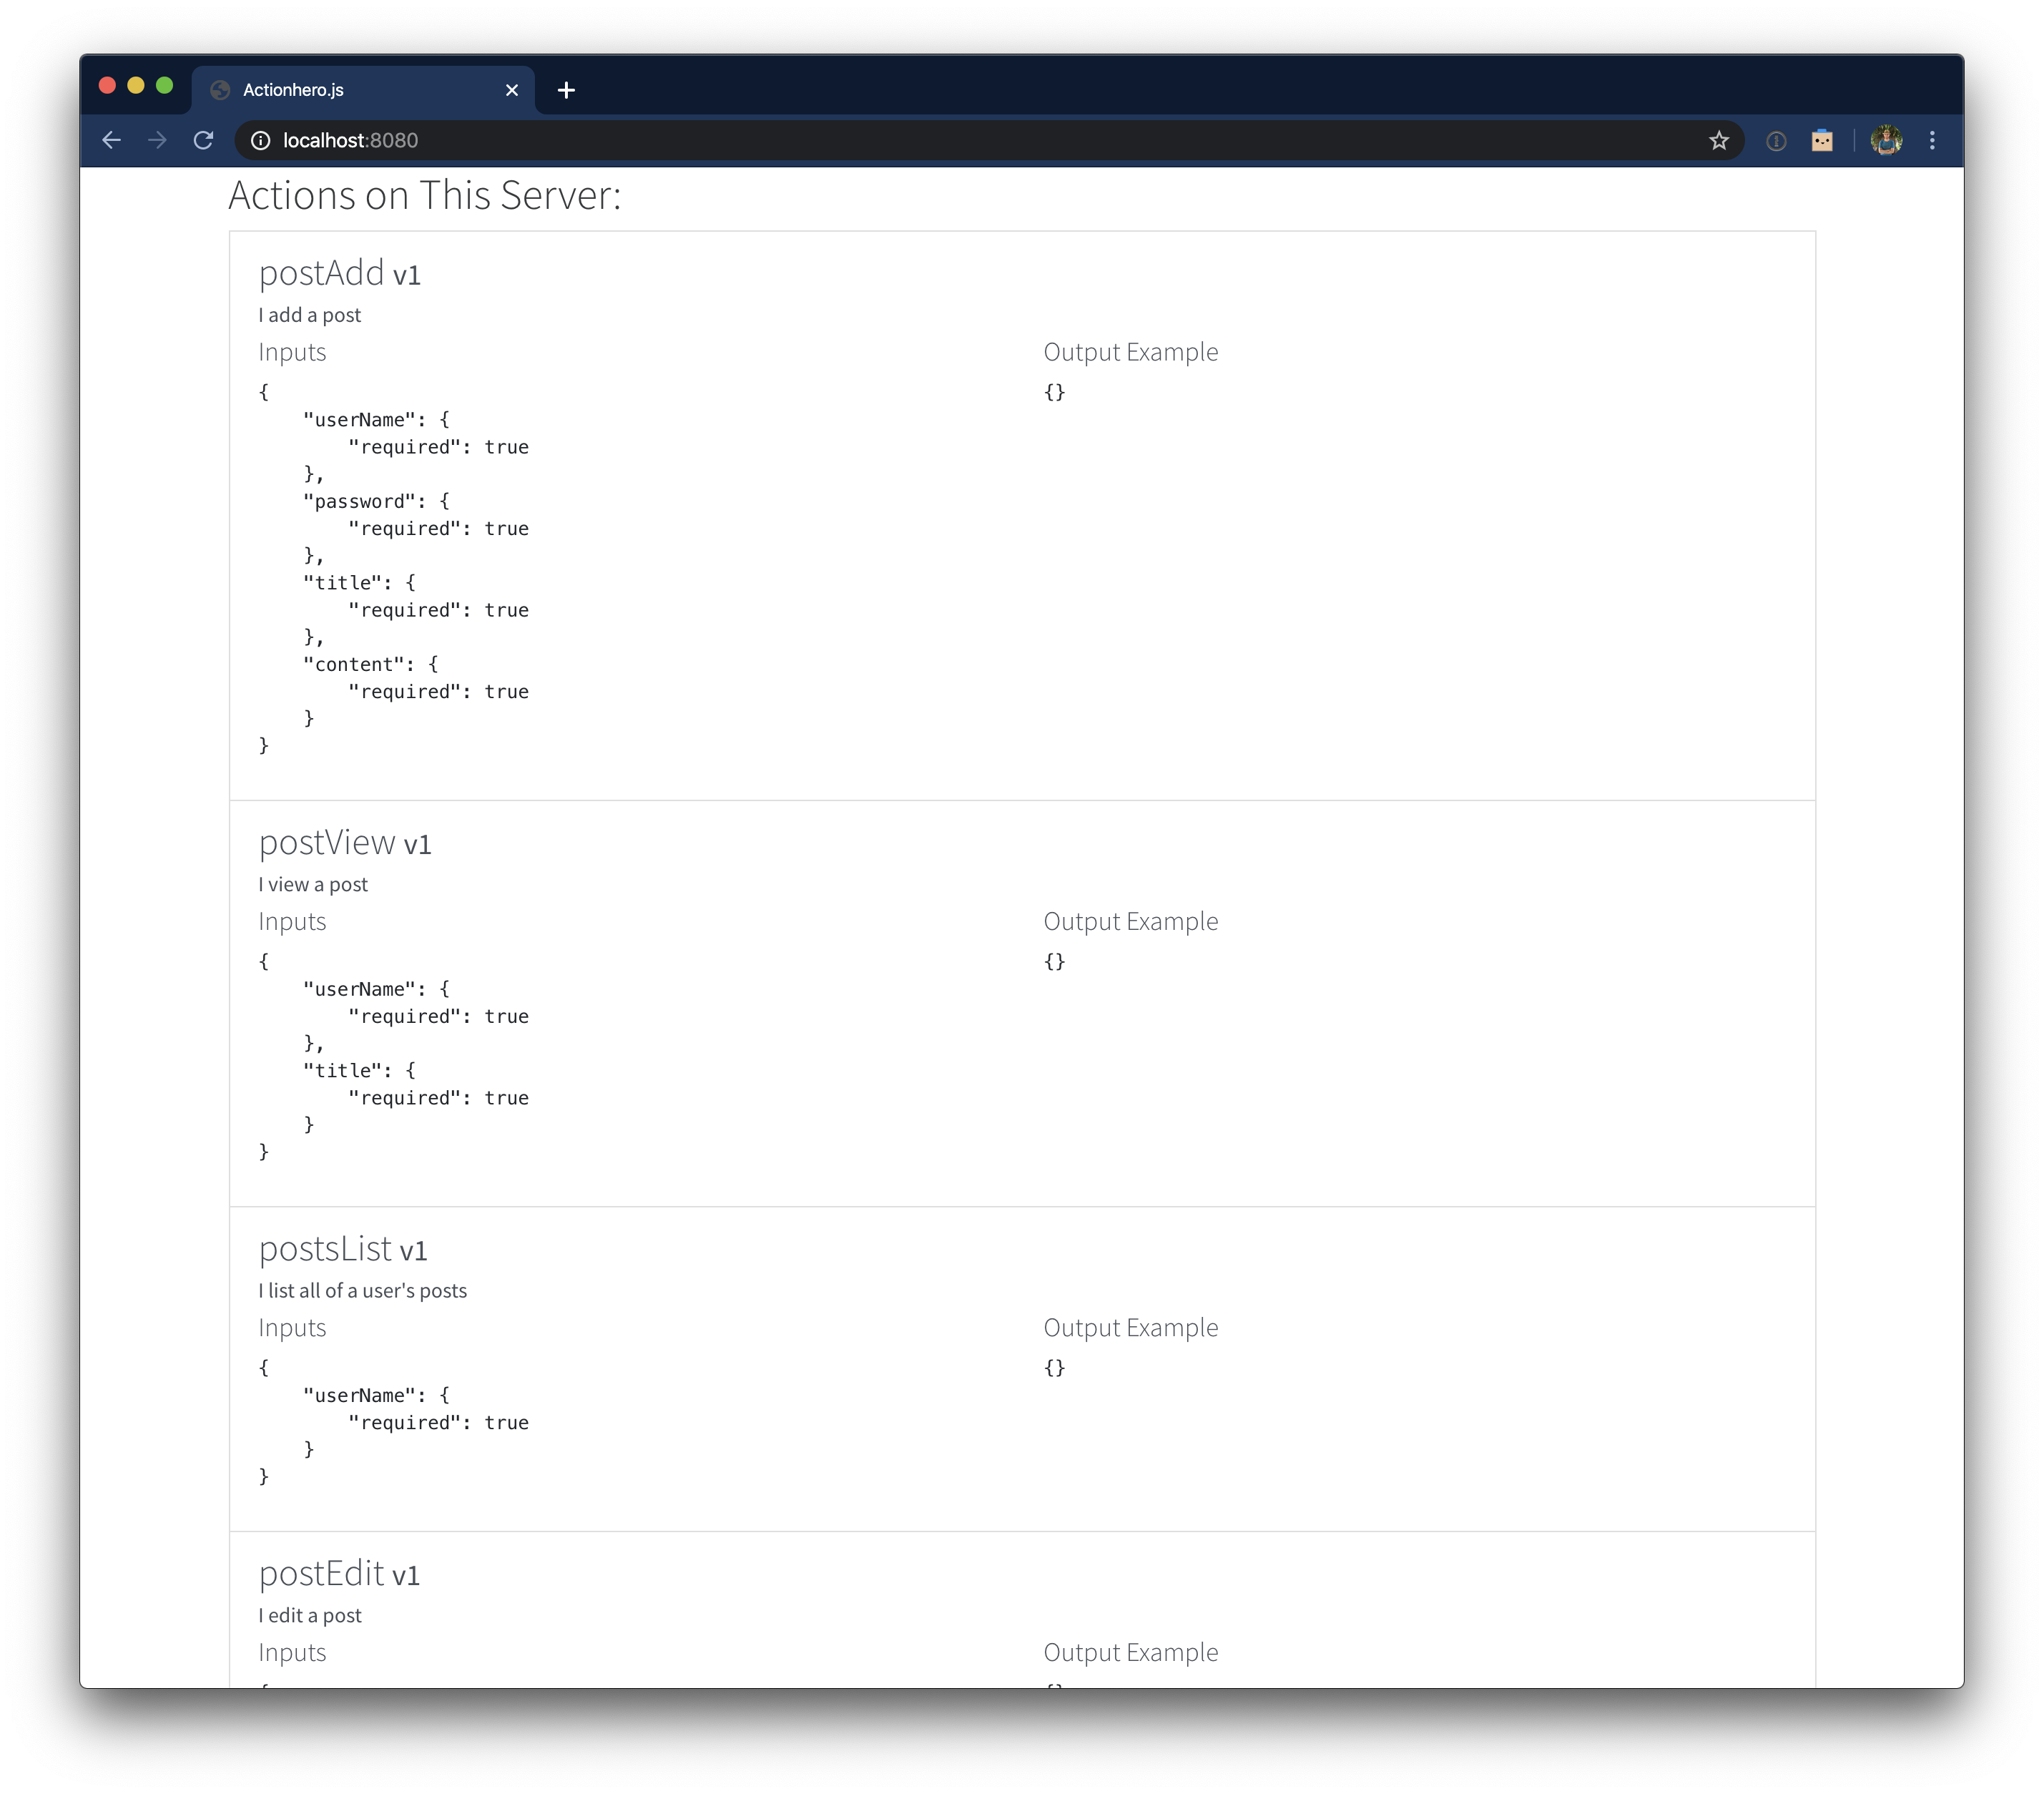 Actionhero.js
localhost:8080
Actions on This Server:
postAdd v1
I add a post
Inputs
Output Example
{
    "userName": {
        "required": true
    },
    "password": {
        "required": true
    },
    "title": {
        "required": true
    },
    "content": {
        "required": true
    }
}
{}
postView v1
I view a post
Inputs
Output Example
{
    "userName": {
        "required": true
    },
    "title": {
        "required": true
    }
}
{}
postsList v1
I list all of a user's posts
Inputs
Output Example
{
    "userName": {
        "required": true
    }
}
{}
postEdit v1
I edit a post
Inputs
Output Example